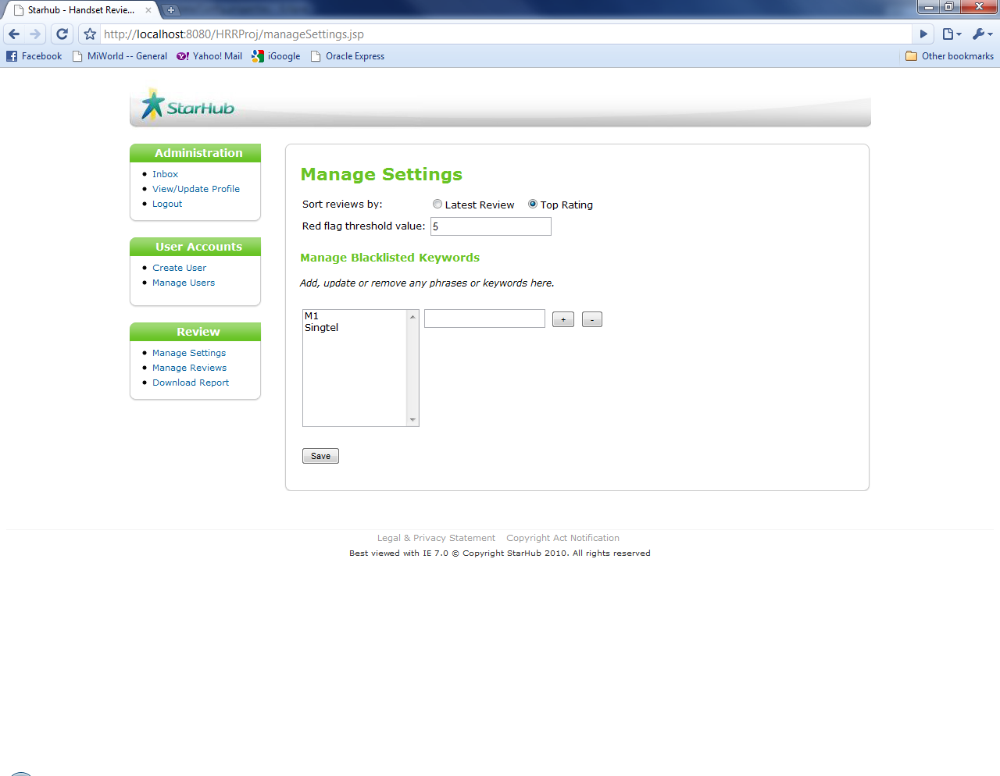 Starhub - Handset Revie...
http://localhost:8080/HRRProj/manageSettings.jsp
Facebook MiWorld -- General Yahoo! Mail iGoogle Oracle Express Other bookmarks
StarHub
Administration
Inbox
View/Update Profile
Logout
User Accounts
Create User
Manage Users
Review
Manage Settings
Manage Reviews
Download Report
Manage Settings
Sort reviews by: Latest Review Top Rating
Red flag threshold value: 5
Manage Blacklisted Keywords
Add, update or remove any phrases or keywords here.
M1
Singtel
+ -
Save
Legal & Privacy Statement Copyright Act Notification
Best viewed with IE 7.0 © Copyright StarHub 2010. All rights reserved